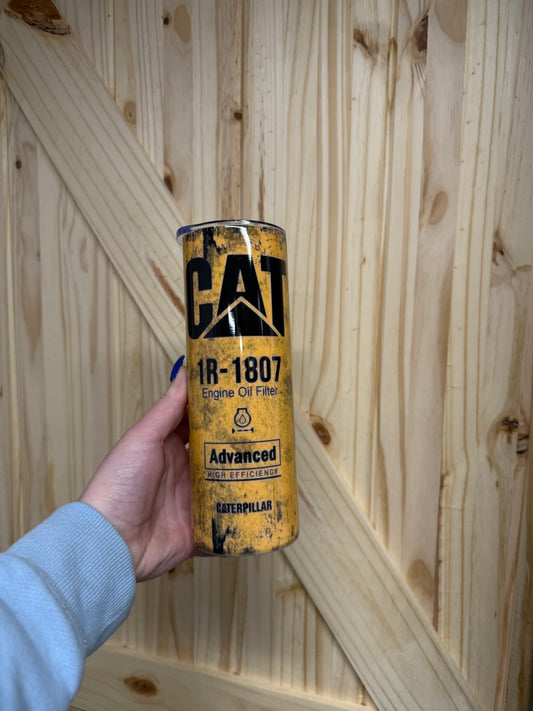 CAT
1R-1807
Engine Oil Filter
Advanced
HIGH EFFICIENCY
CATERPILLAR